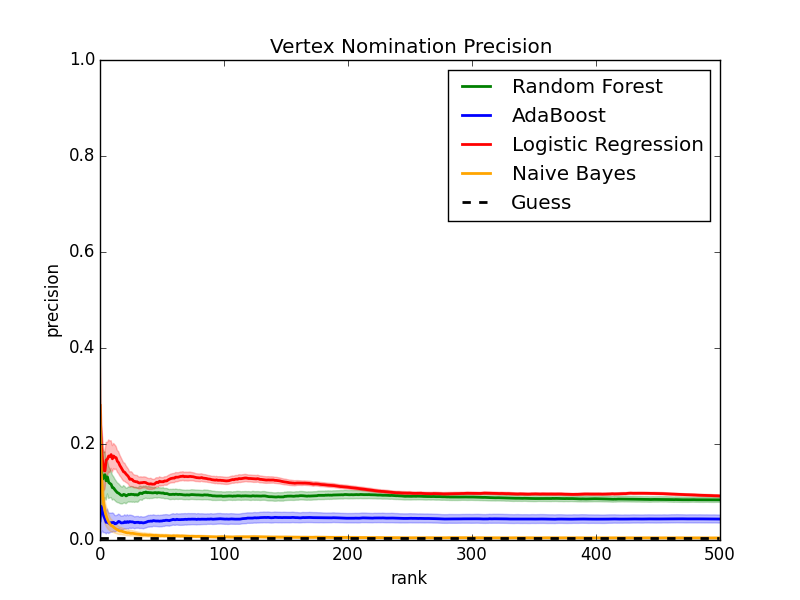 Vertex Nomination Precision
1.0
0.8
0.6
0.4
0.2
0.0
precision
Random Forest
AdaBoost
Logistic Regression
Naive Bayes
Guess
0 100 200 300 400 500
rank